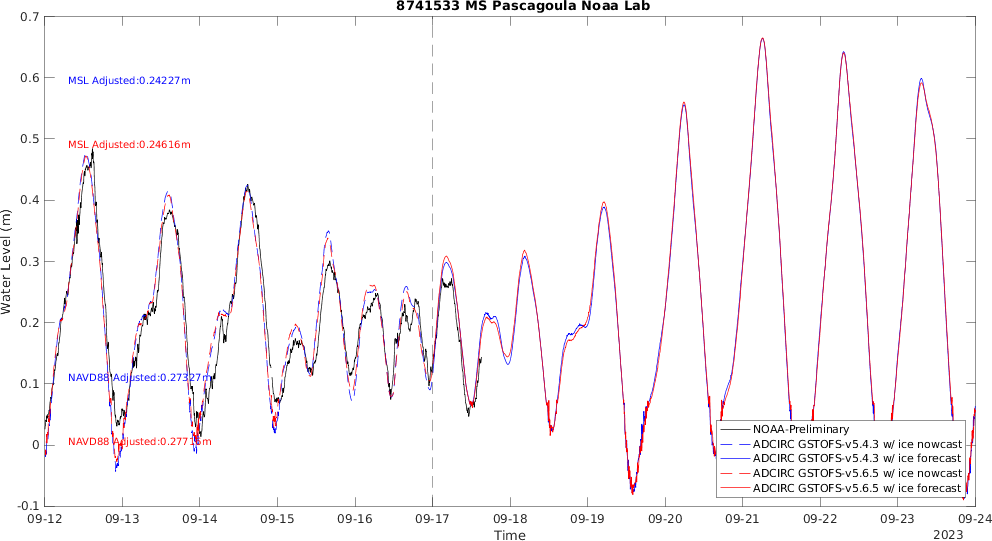 8741533 MS Pascagoula Noaa Lab
0.7
0.6
0.5
0.4
0.3
0.2
0.1
0
-0.1
Water Level (m)
MSL Adjusted:0.24227m
MSL Adjusted:0.24616m
NAVD88 Adjusted:0.27327m
NAVD88 Adjusted:0.27716m
NOAA-Preliminary
ADCIRC GSTOFS-v5.4.3 w/ ice nowcast
ADCIRC GSTOFS-v5.4.3 w/ ice forecast
ADCIRC GSTOFS-v5.6.5 w/ ice nowcast
ADCIRC GSTOFS-v5.6.5 w/ ice forecast
09-12 09-13 09-14 09-15 09-16 09-17 09-18 09-19 09-20 09-21 09-22 09-23 09-24
Time
2023